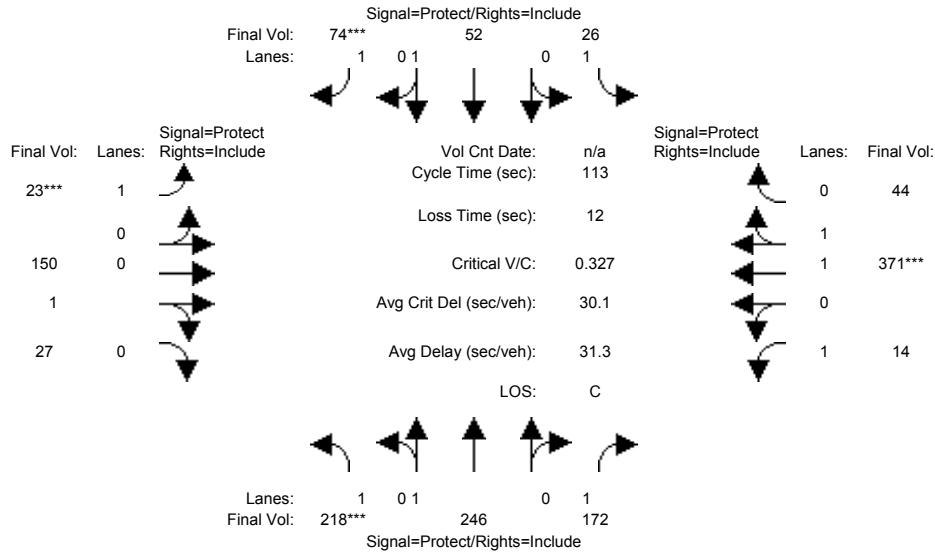 Signal=Protect/Rights=Include
Final Vol: 74*** 52 26
Lanes: 1 0 1 0 1
Signal=Protect
Final Vol: Lanes: Rights=Include
Vol Cnt Date: n/a
Cycle Time (sec): 113
Signal=Protect
Rights=Include Lanes: Final Vol:
23*** 1
0 44
Loss Time (sec): 12
0
1
150 0
Critical V/C: 0.327
1 371***
1
Avg Crit Del (sec/veh): 30.1
0
27 0
Avg Delay (sec/veh): 31.3
1 14
LOS: C
Lanes: 1 0 1 0 1
Final Vol: 218*** 246 172
Signal=Protect/Rights=Include